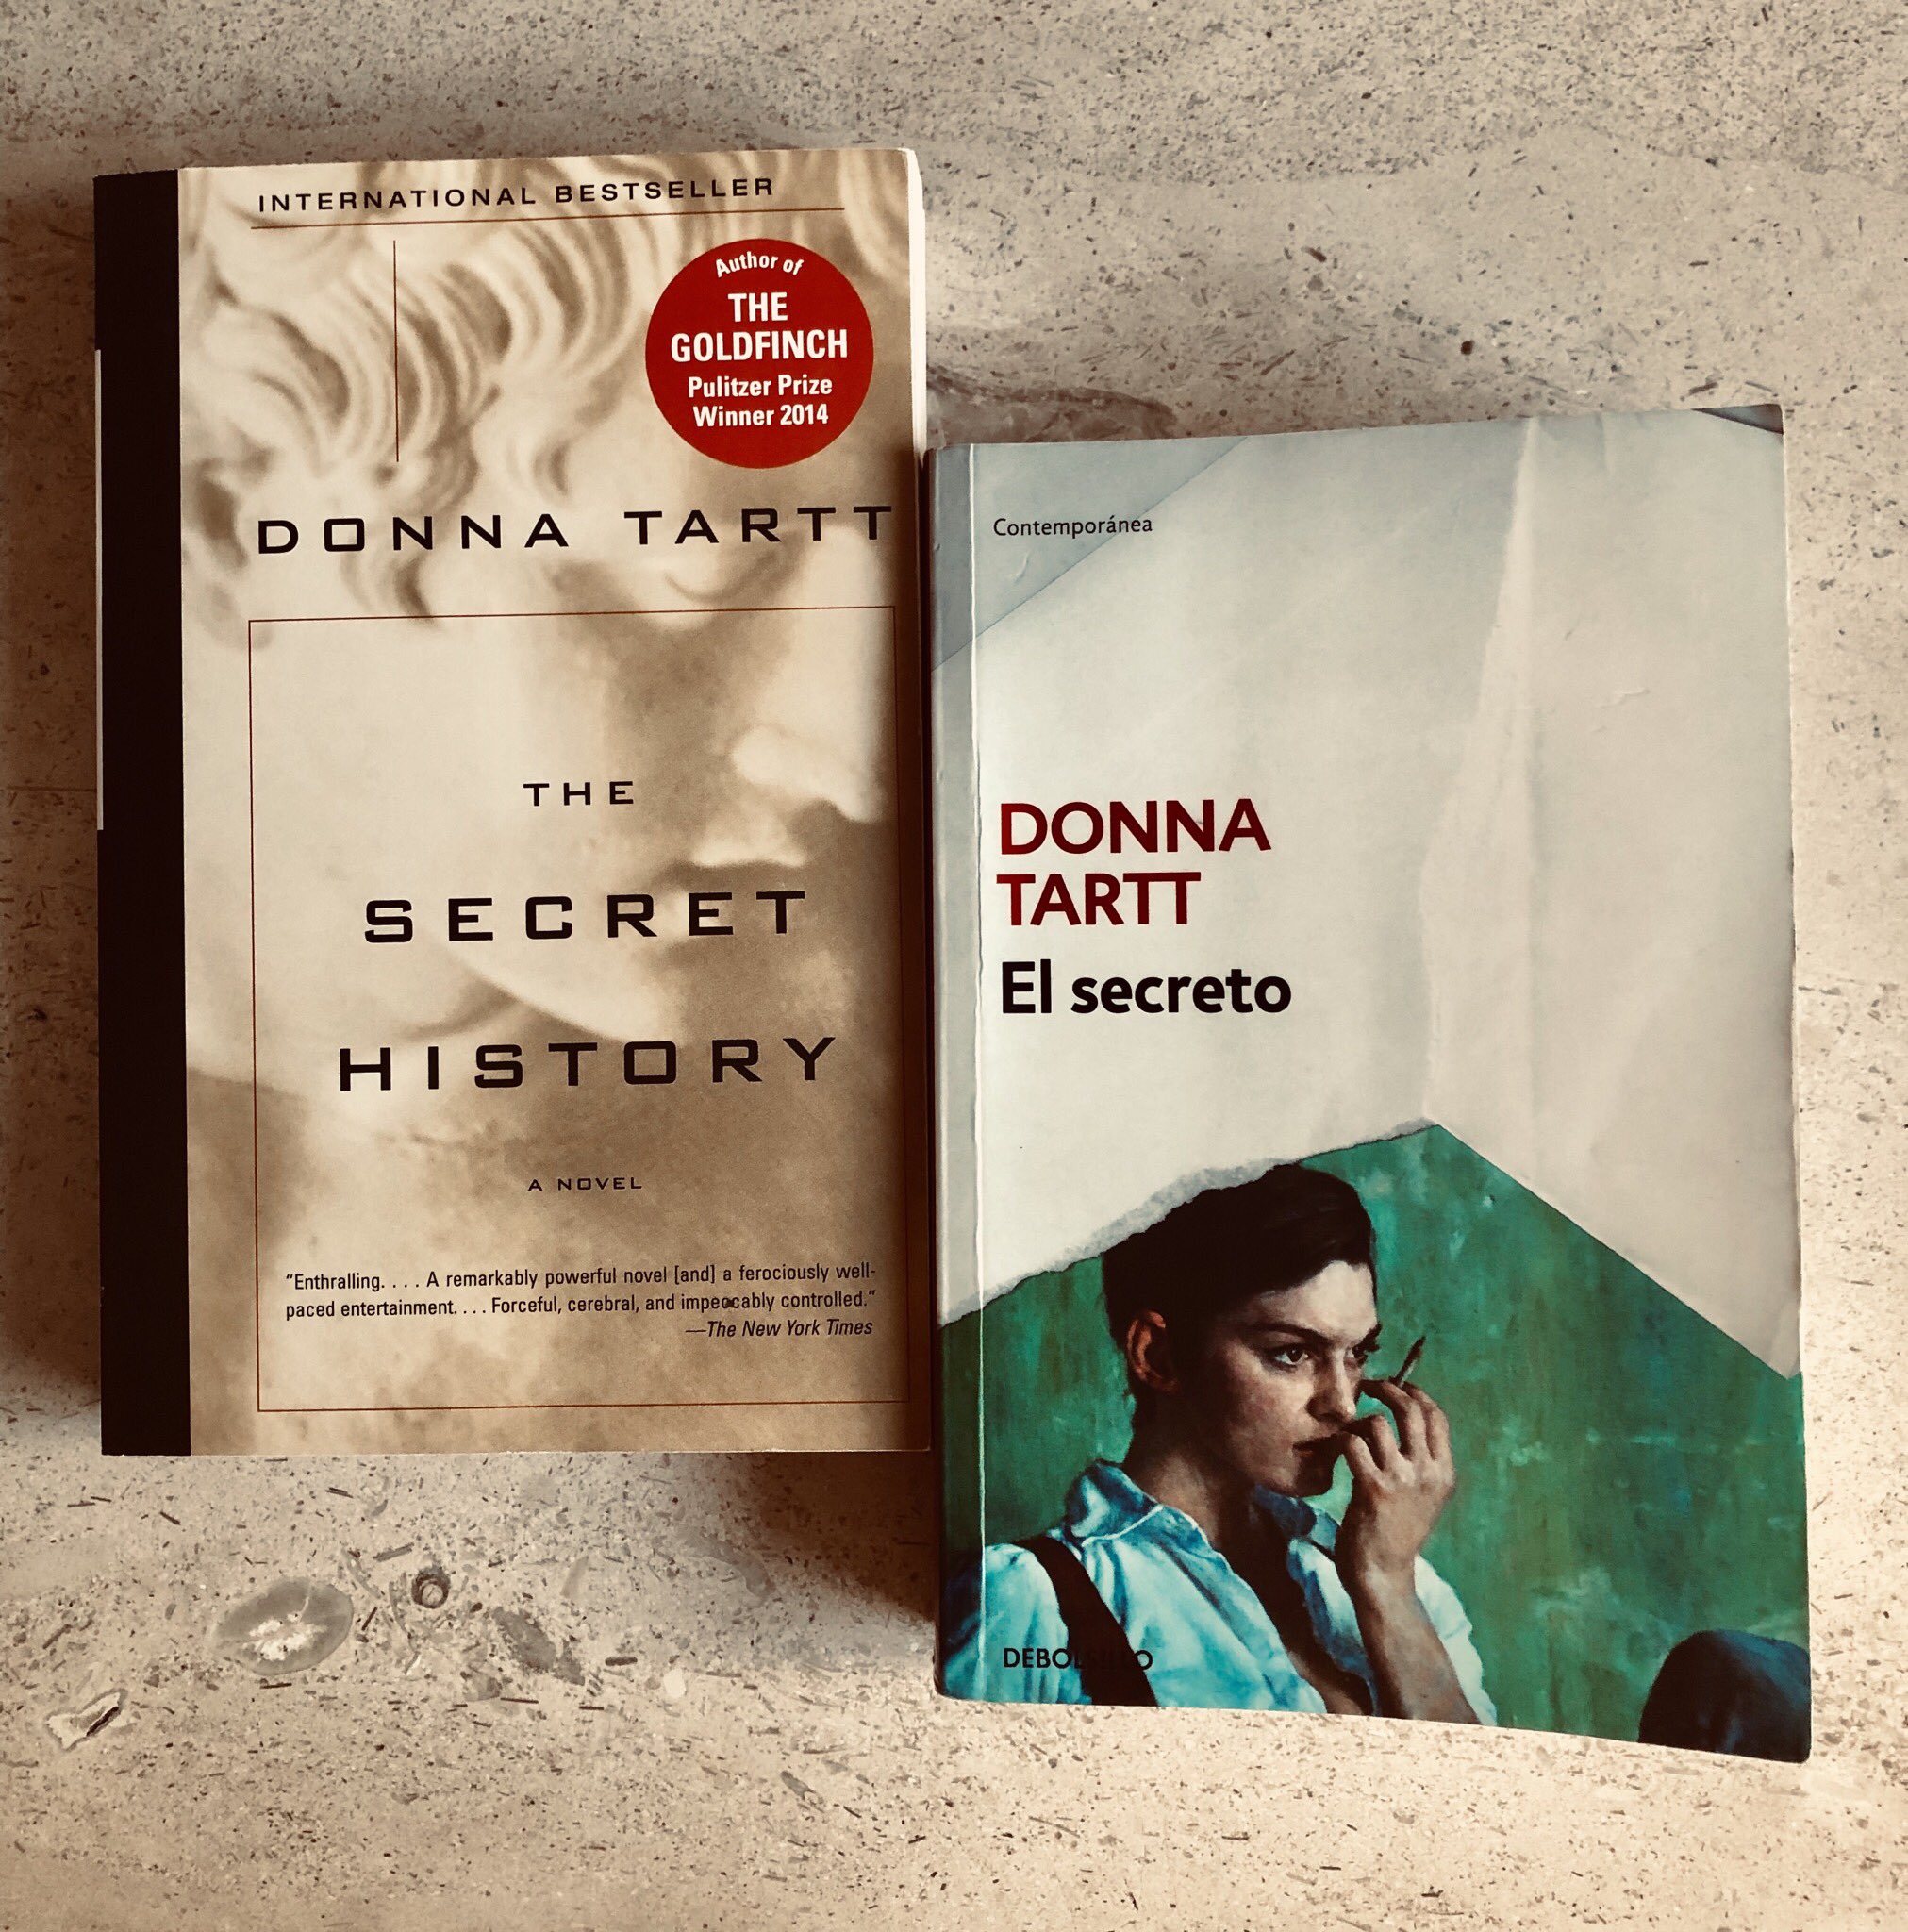 INTERNATIONAL BESTSELLER
Author of
THE
GOLDFINCH
Pulitzer Prize
Winner 2014
DONNA TARTT
THE
SECRET
HISTORY
A NOVEL
“Enthralling. . . . A remarkably powerful novel [and] a ferociously well-
paced entertainment. . . . Forceful, cerebral, and impeccably controlled.”
—The New York Times
Contemporánea
DONNA
TARTT
El secreto
DEBOLSILLO